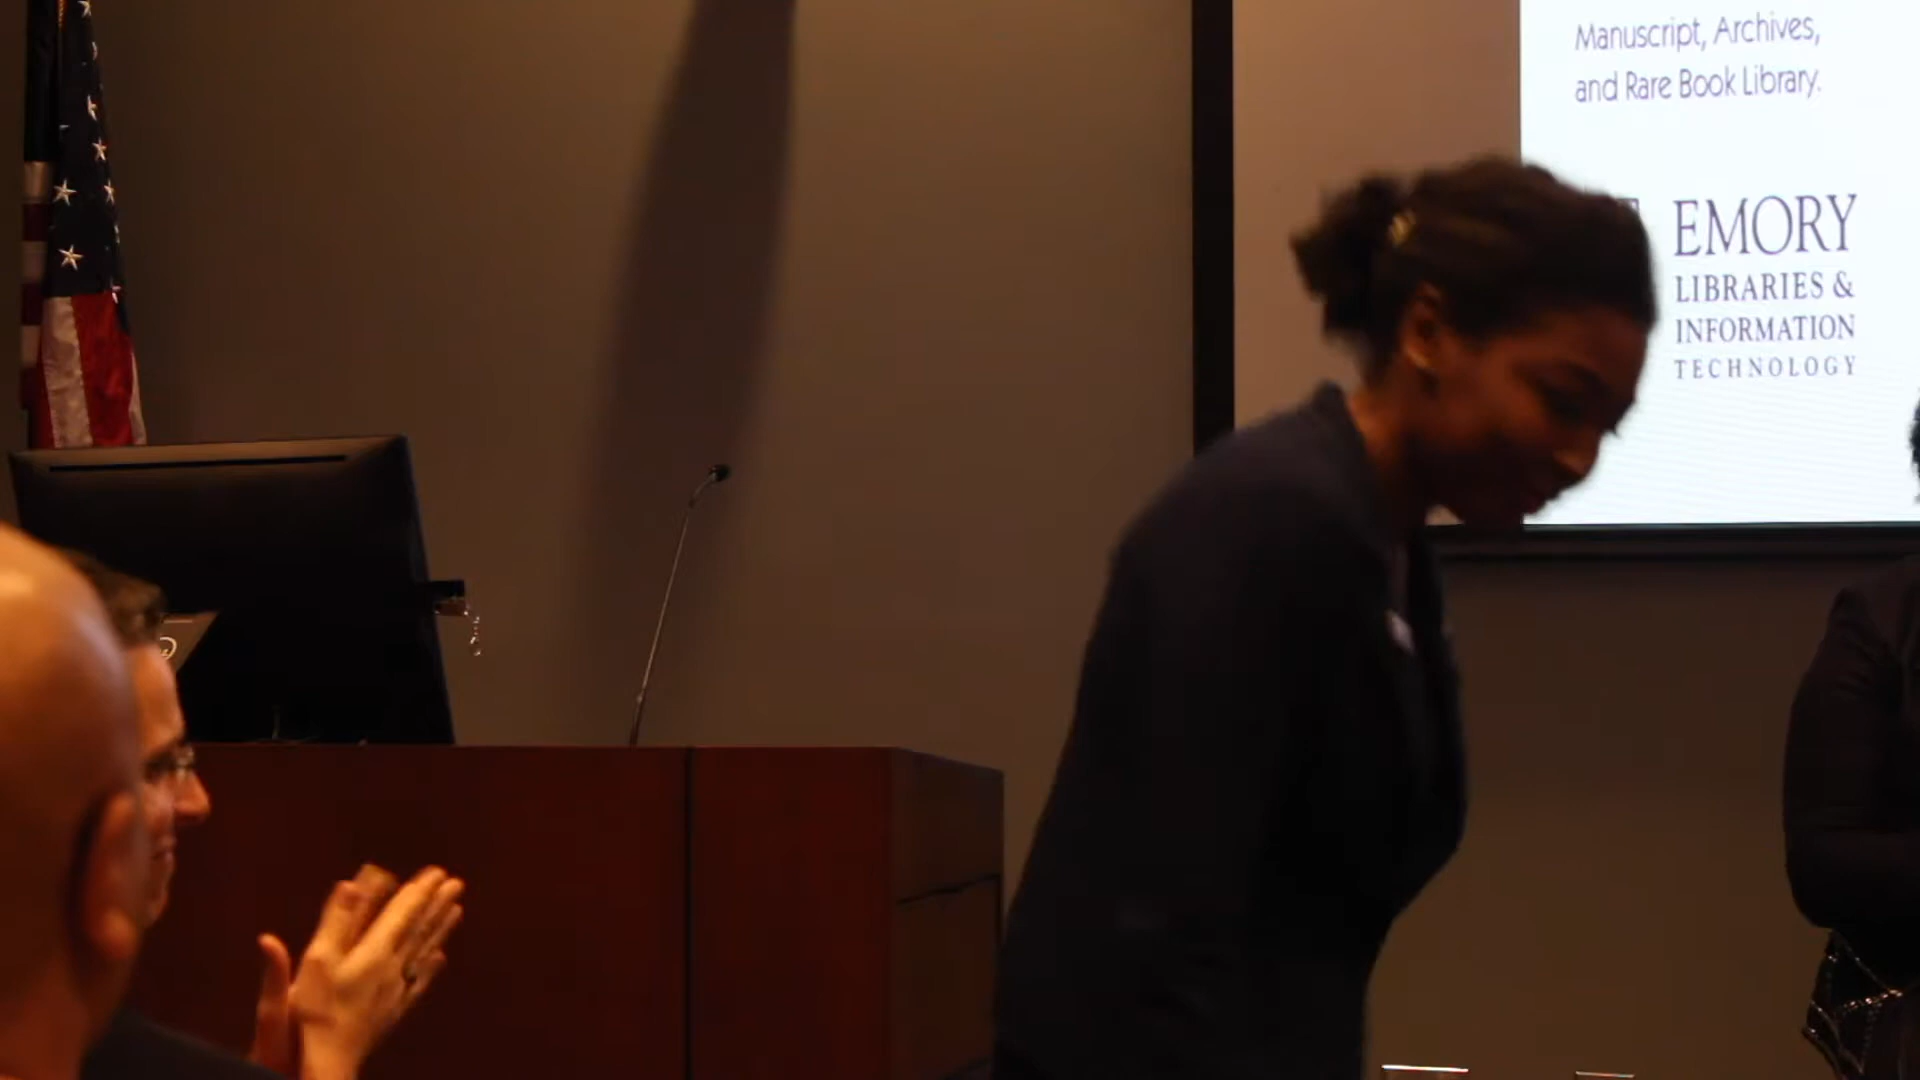 Manuscript, Archives,
and Rare Book Library.
EMORY
LIBRARIES &
INFORMATION
TECHNOLOGY